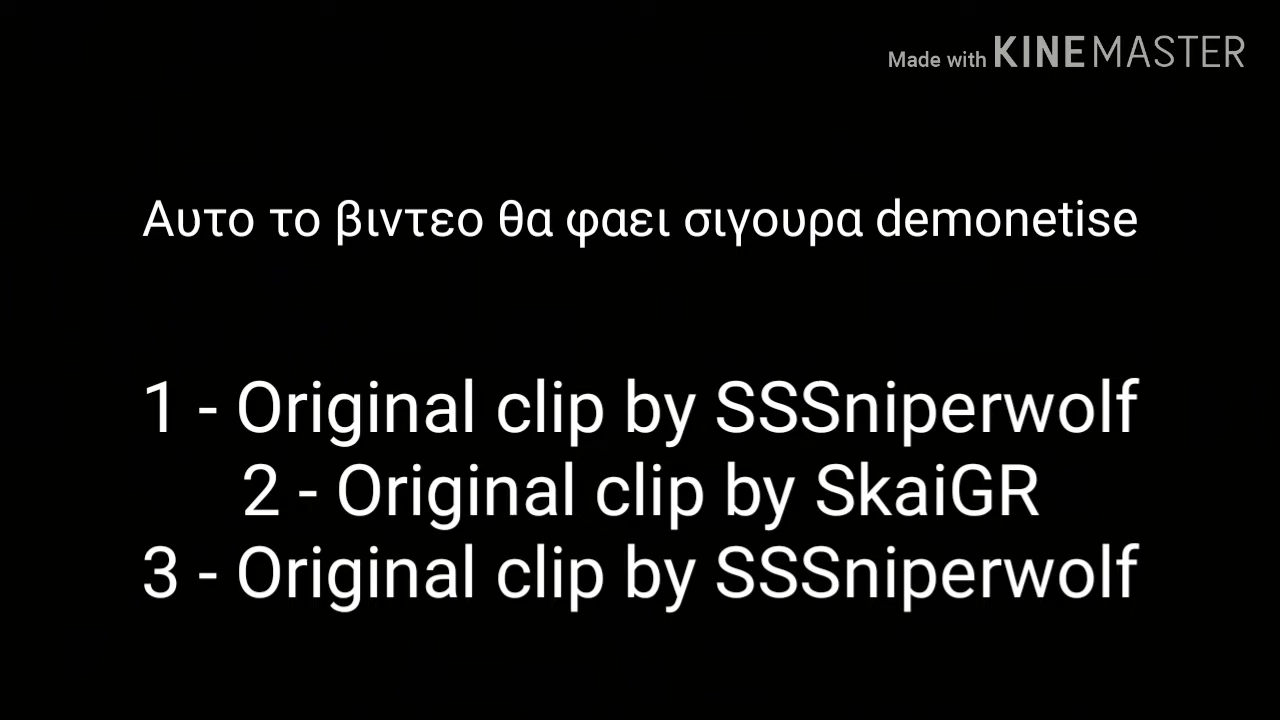 Made with KINEMASTER
Αυτο το βιντεο θα φαει σιγουρα demonetise
1 - Original clip by SSSniperwolf
2 - Original clip by SkaiGR
3 - Original clip by SSSniperwolf